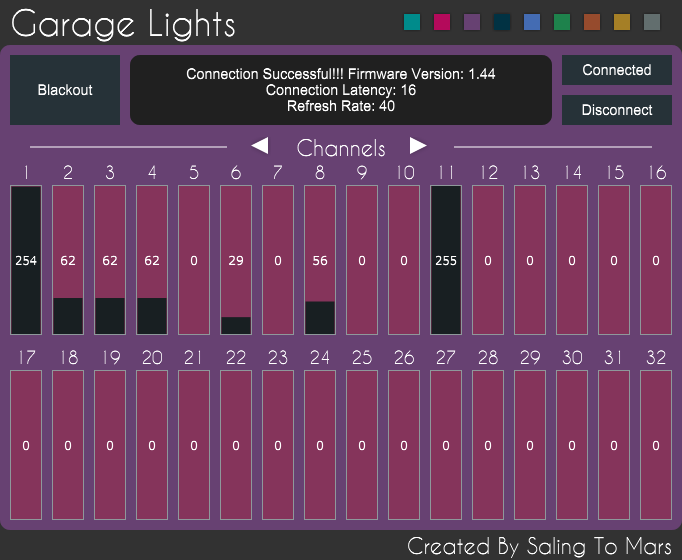 Garage Lights
Blackout
Connection Successful!!! Firmware Version: 1.44
Connection Latency: 16
Refresh Rate: 40
Connected
Disconnect
Channels
1 2 3 4 5 6 7 8 9 10 11 12 13 14 15 16
254 62 62 62 0 29 0 56 0 0 255 0 0 0 0 0
17 18 19 20 21 22 23 24 25 26 27 28 29 30 31 32
0 0 0 0 0 0 0 0 0 0 0 0 0 0 0 0
Created By Saling To Mars